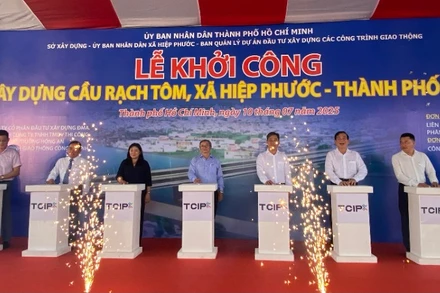 ỦY BAN NHÂN DÂN THÀNH PHỐ HỒ CHÍ MINH
SỞ XÂY DỰNG - ỦY BAN NHÂN DÂN XÃ HIỆP PHƯỚC - BAN QUẢN LÝ DỰ ÁN ĐẦU TƯ XÂY DỰNG CÁC CÔNG TRÌNH GIAO THÔNG
LỄ KHỞI CÔNG
ÂY DỰNG CẦU RẠCH TÔM, XÃ HIỆP PHƯỚC - THÀNH PHỐ
Thành phố Hồ Chí Minh, ngày 10 tháng 07 năm 2025
TCIP
TCIP
TCIP
TCIP
TCIP
TCIP